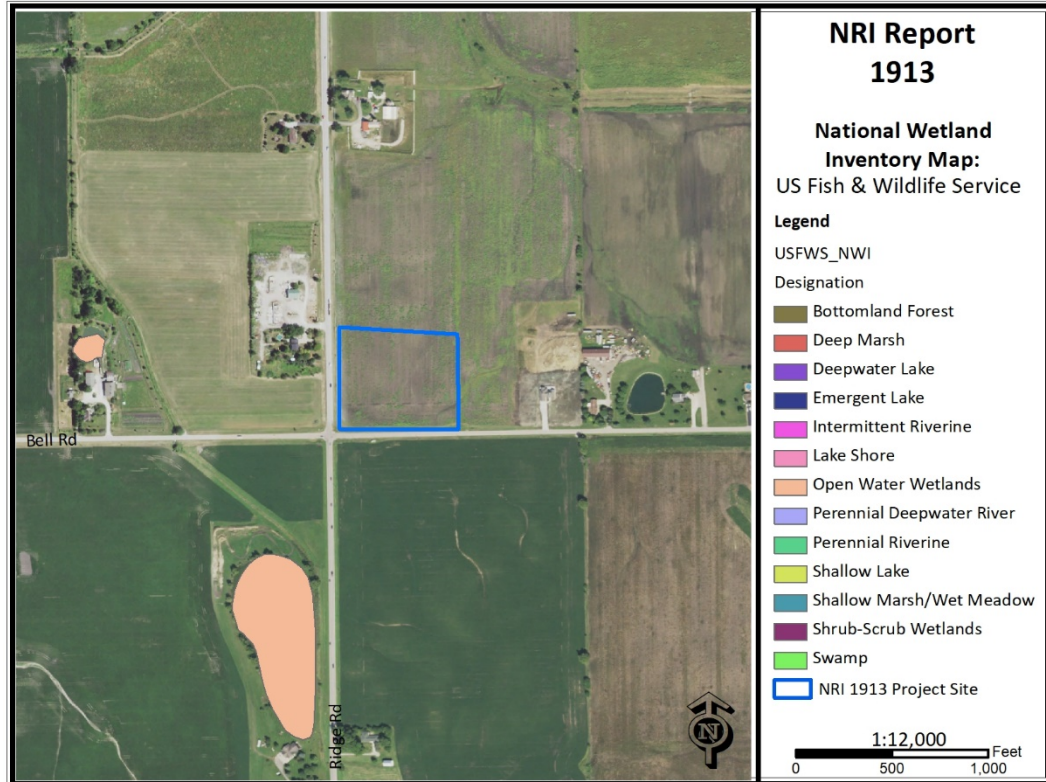 NRI Report
1913
National Wetland
Inventory Map:
US Fish & Wildlife Service
Legend
USFWS_NWI
Designation
Bottomland Forest
Deep Marsh
Deepwater Lake
Emergent Lake
Intermittent Riverine
Lake Shore
Open Water Wetlands
Perennial Deepwater River
Perennial Riverine
Shallow Lake
Shallow Marsh/Wet Meadow
Shrub-Scrub Wetlands
Swamp
NRI 1913 Project Site
1:12,000
Feet
0 500 1,000
Bell Rd
Ridge Rd
N